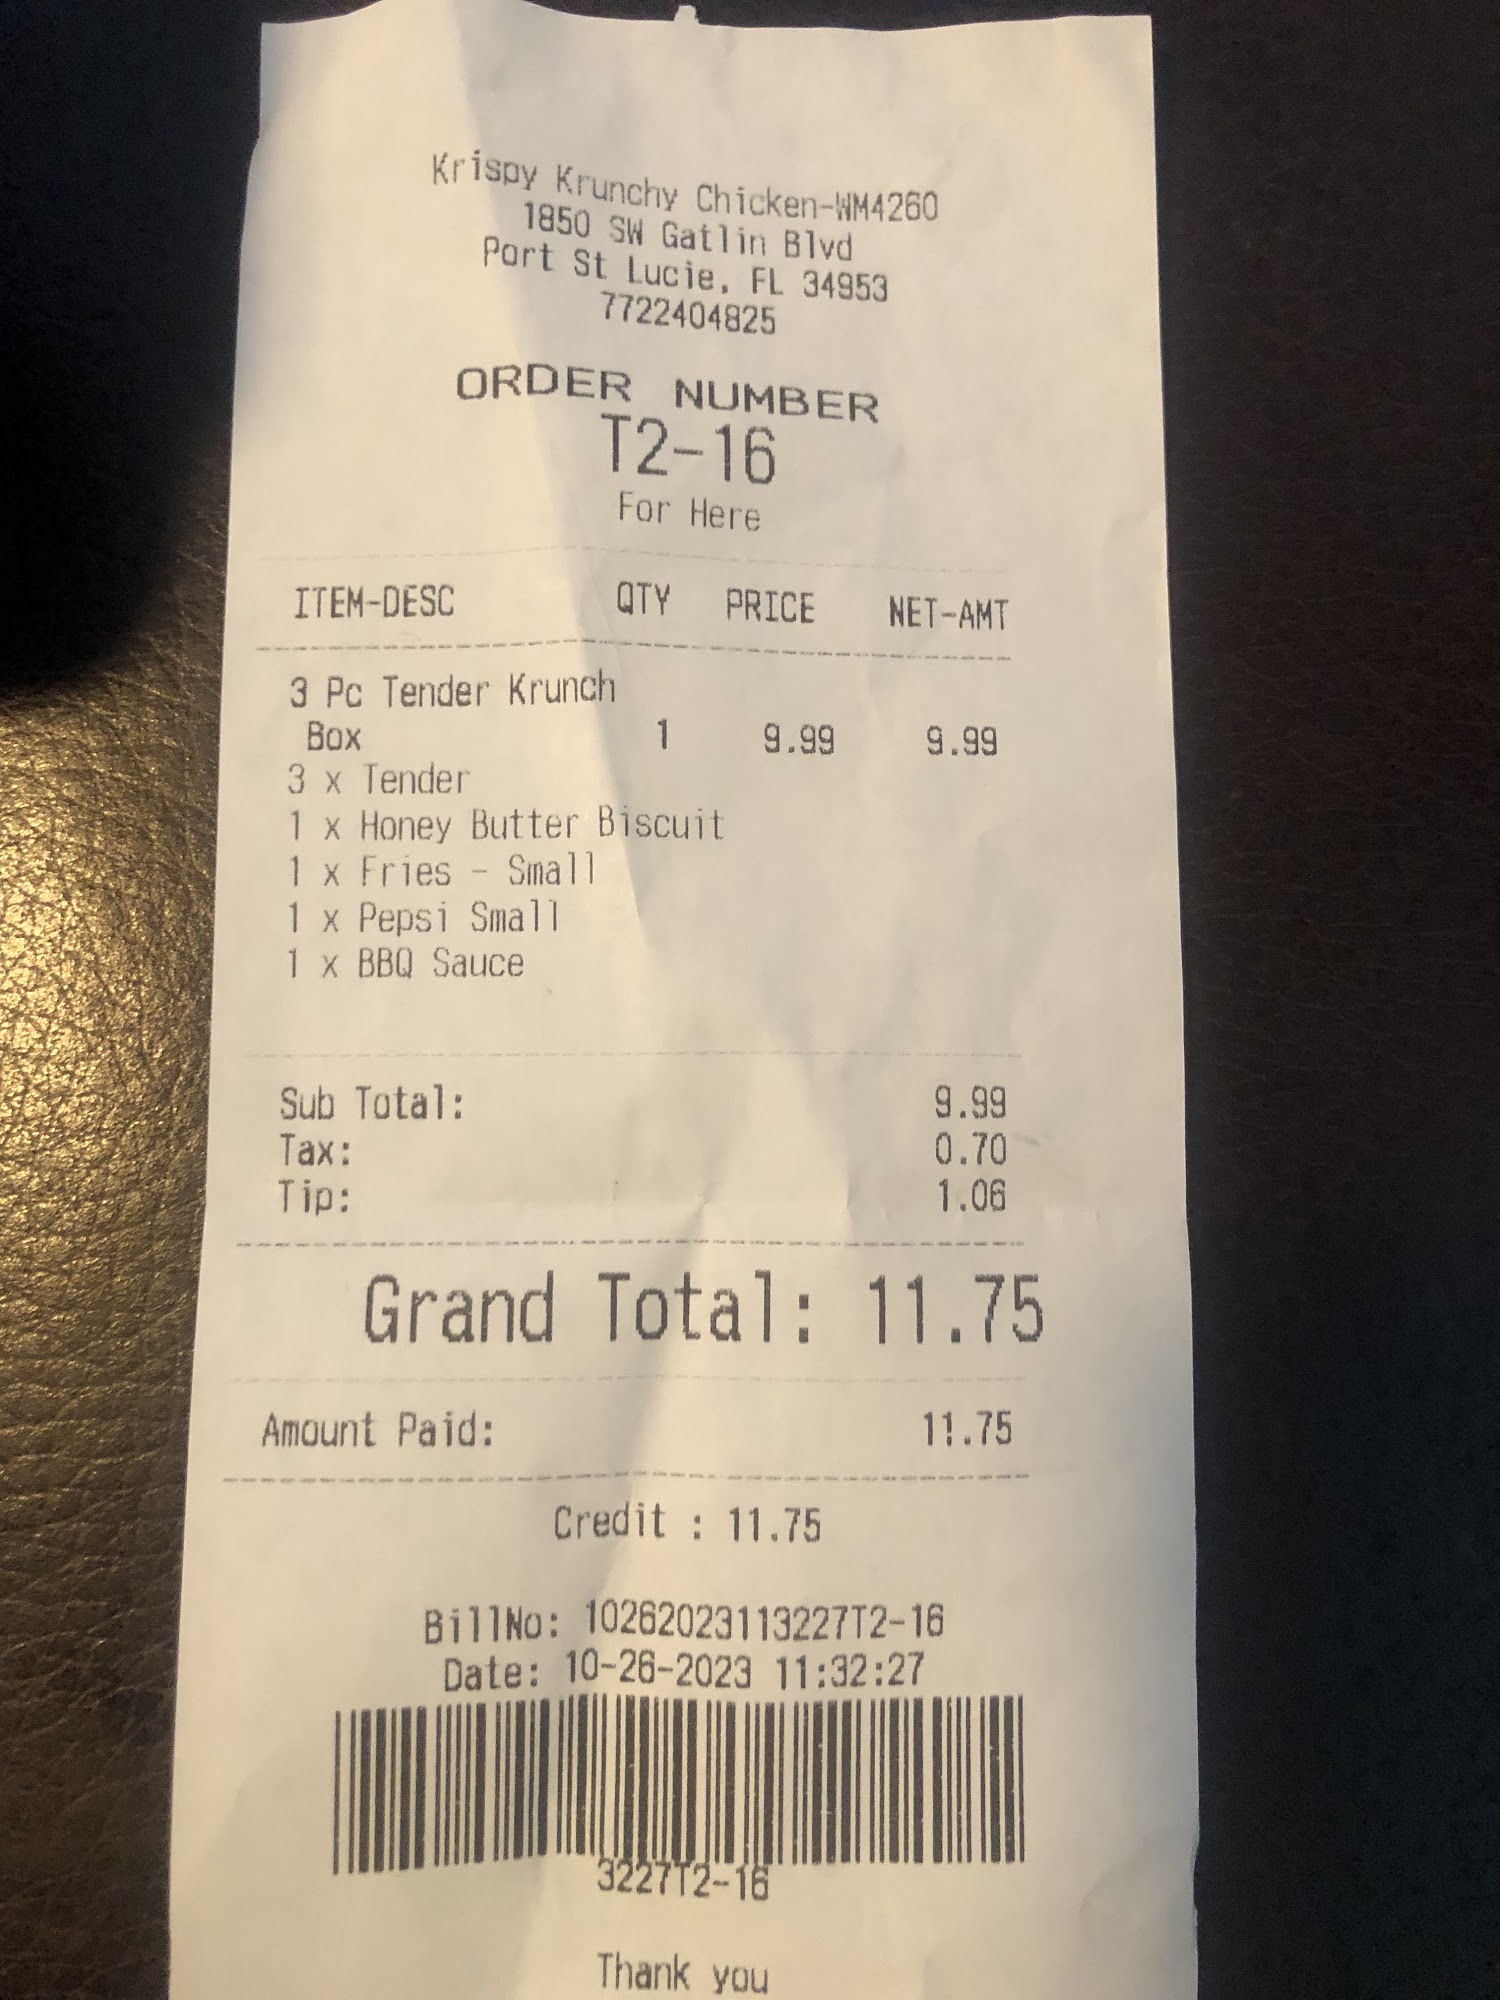 Krispy Krunchy Chicken-WM4260
1850 SW Gatlin Blvd
Port St Lucie, FL 34953
7722404825
ORDER NUMBER
T2-16
For Here
ITEM-DESC QTY PRICE NET-AMT
3 Pc Tender Krunch
Box 1 9.99 9.99
3 x Tender
1 x Honey Butter Biscuit
1 x Fries - Small
1 x Pepsi Small
1 x BBQ Sauce
Sub Total: 9.99
Tax: 0.70
Tip: 1.06
Grand Total: 11.75
Amount Paid: 11.75
Credit : 11.75
BillNo: 10262023113227T2-16
Date: 10-26-2023 11:32:27
3227T2-16
Thank you